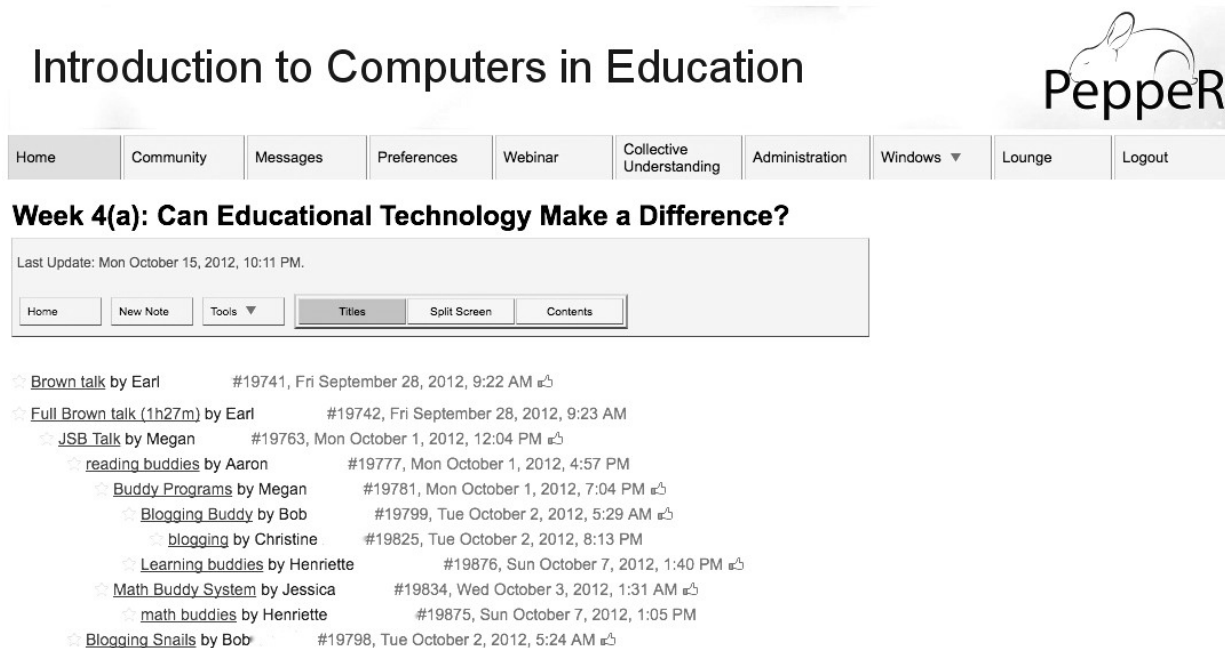 Introduction to Computers in Education
PeppeR
Home Community Messages Preferences Webinar Collective Understanding Administration Windows ▼ Lounge Logout
Week 4(a): Can Educational Technology Make a Difference?
Last Update: Mon October 15, 2012, 10:11 PM.
Home New Note Tools ▼ Titles Split Screen Contents
Brown talk by Earl #19741, Fri September 28, 2012, 9:22 AM
Full Brown talk (1h27m) by Earl #19742, Fri September 28, 2012, 9:23 AM
JSB Talk by Megan #19763, Mon October 1, 2012, 12:04 PM
reading buddies by Aaron #19777, Mon October 1, 2012, 4:57 PM
Buddy Programs by Megan #19781, Mon October 1, 2012, 7:04 PM
Blogging Buddy by Bob #19799, Tue October 2, 2012, 5:29 AM
blogging by Christine #19825, Tue October 2, 2012, 8:13 PM
Learning buddies by Henriette #19876, Sun October 7, 2012, 1:40 PM
Math Buddy System by Jessica #19834, Wed October 3, 2012, 1:31 AM
math buddies by Henriette #19875, Sun October 7, 2012, 1:05 PM
Blogging Snails by Bob #19798, Tue October 2, 2012, 5:24 AM